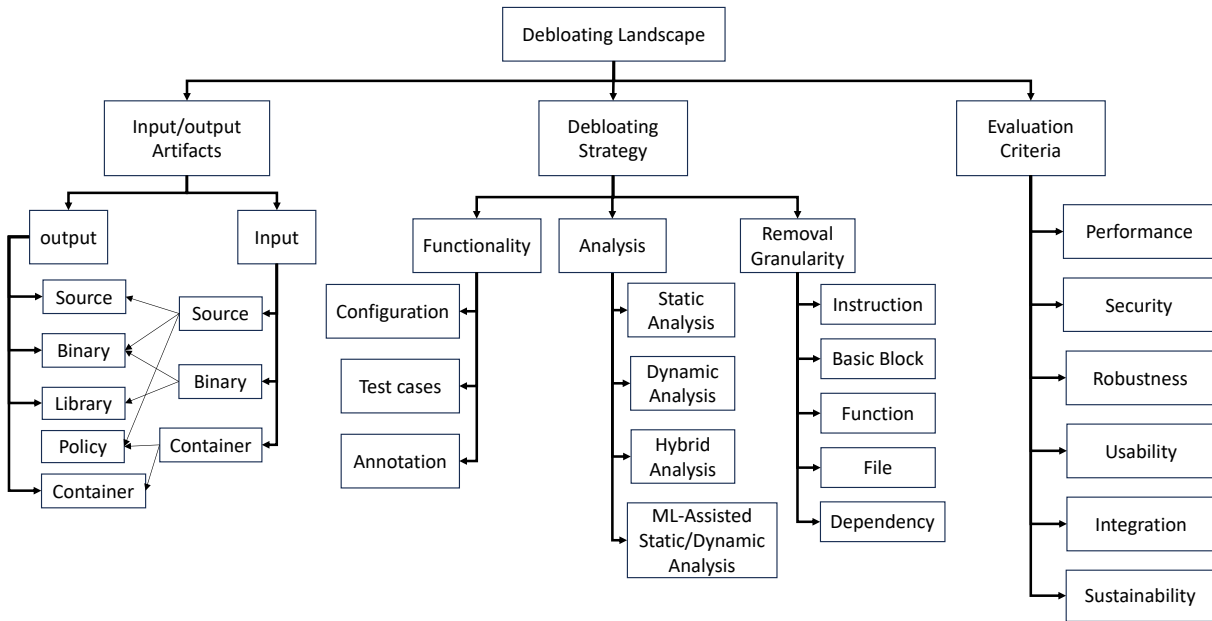 Debloating Landscape
Input/output
Artifacts
Debloating
Strategy
Evaluation
Criteria
output
Input
Source
Binary
Library
Policy
Container
Source
Binary
Container
Functionality
Analysis
Removal
Granularity
Configuration
Test cases
Annotation
Static
Analysis
Dynamic
Analysis
Hybrid
Analysis
ML-Assisted
Static/Dynamic
Analysis
Instruction
Basic Block
Function
File
Dependency
Performance
Security
Robustness
Usability
Integration
Sustainability